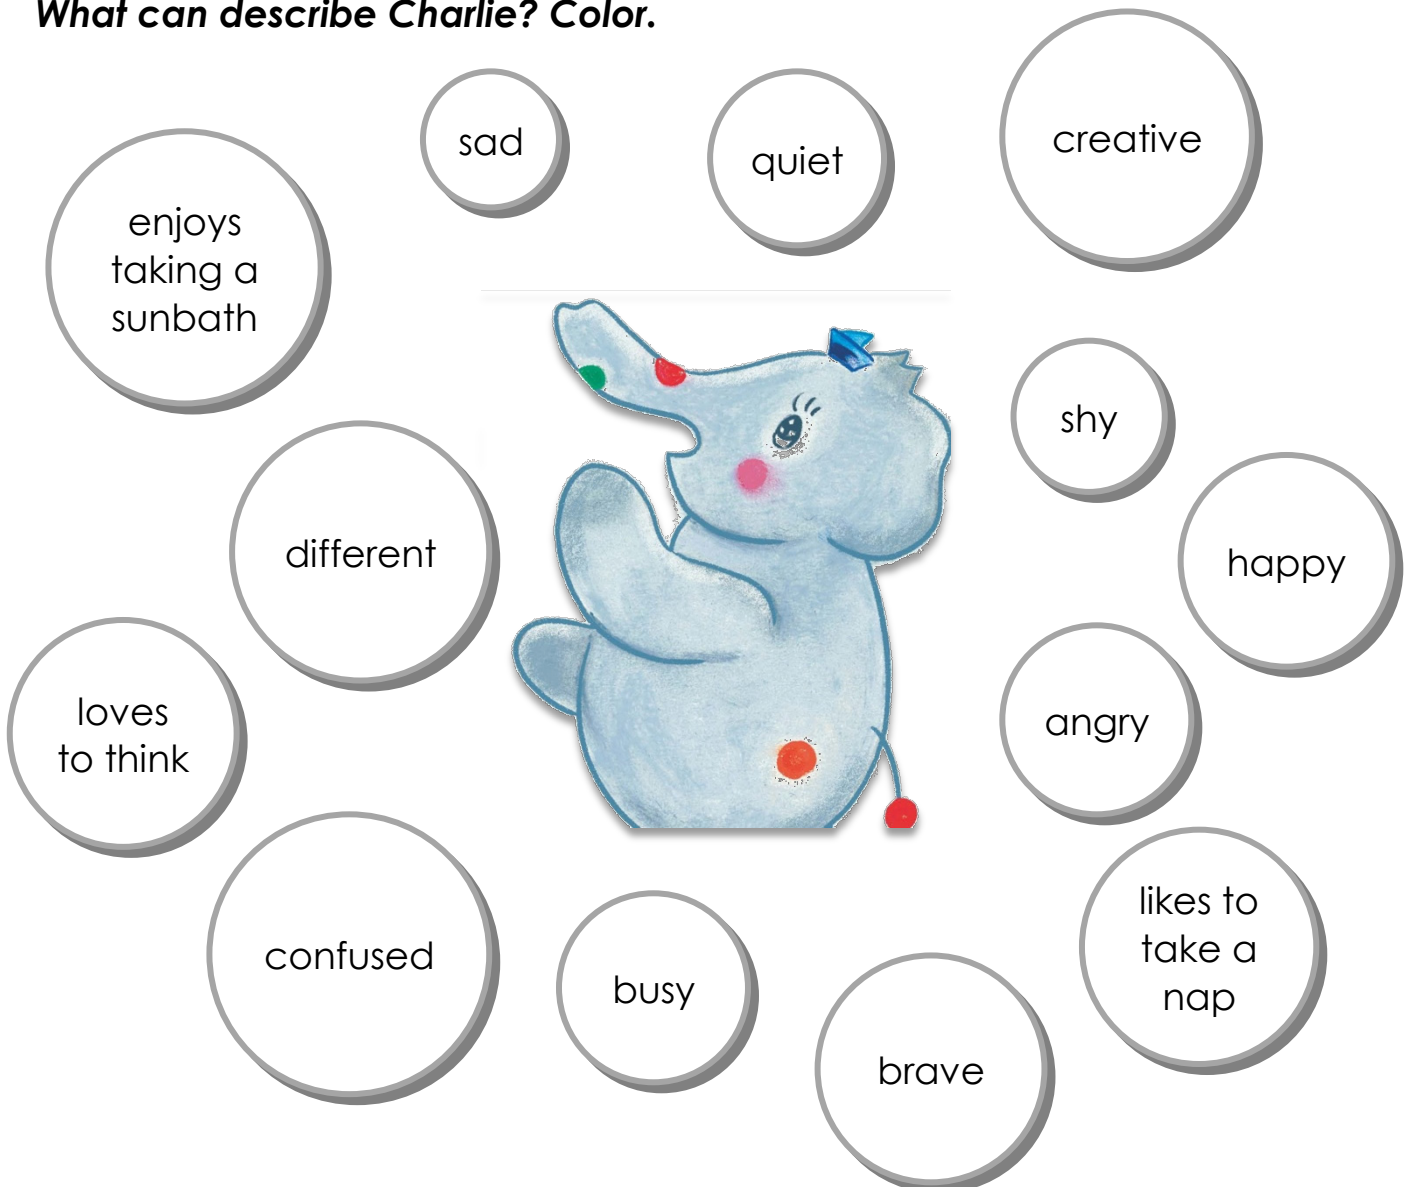 What can describe Charlie? Color.
sad
quiet
creative
enjoys
taking a
sunbath
shy
different
happy
loves
to think
angry
confused
busy
likes to
take a
nap
brave